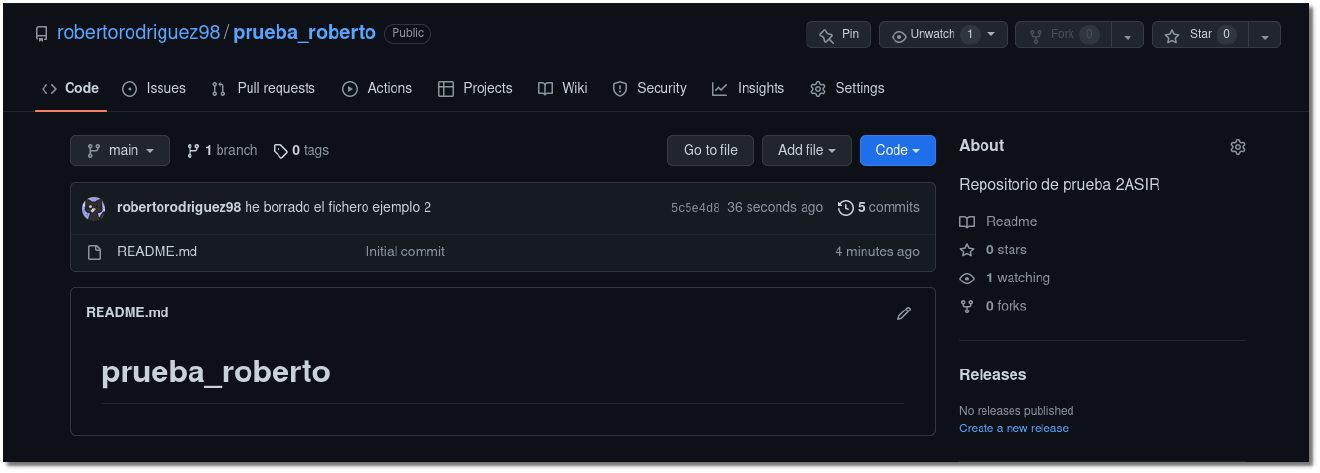 robertorodriguez98 / prueba_roberto Public Pin Unwatch 1 Fork 0 Star 0
Code Issues Pull requests Actions Projects Wiki Security Insights Settings
main 1 branch 0 tags Go to file Add file Code
robertorodriguez98 he borrado el fichero ejemplo 2 5c5e4d8 36 seconds ago 5 commits
README.md Initial commit 4 minutes ago
README.md
prueba_roberto
About
Repositorio de prueba 2ASIR
Readme
0 stars
1 watching
0 forks
Releases
No releases published
Create a new release